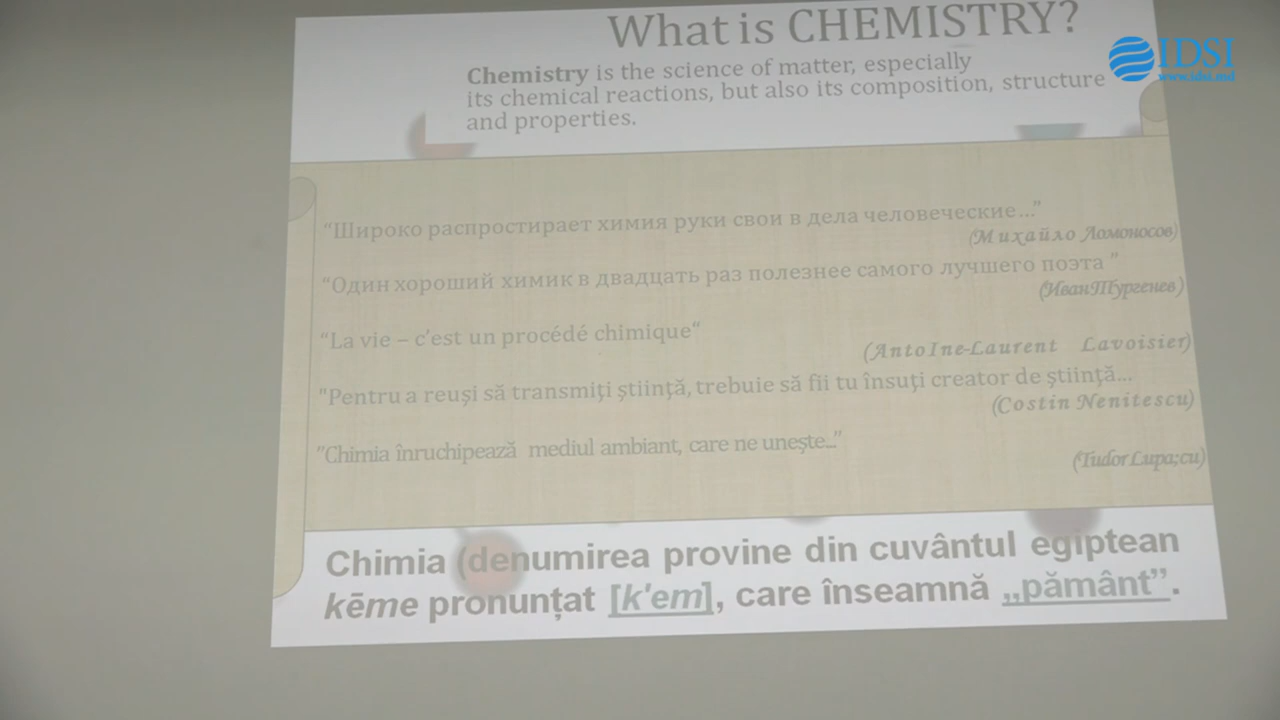 What is CHEMISTRY?
IDSI
www.idsi.md
Chemistry is the science of matter, especially
its chemical reactions, but also its composition, structure
and properties.
“Широко распростирает химия руки свои в дела человеческие...”
(Михайло Ломоносов)
“Один хороший химик в двадцать раз полезнее самого лучшего поэта ”
(Иван Тургенев)
“La vie – c’est un procédé chimique“
(AntoIne-Laurent Lavoisier)
“Pentru a reuşi să transmiţi ştiinţă, trebuie să fii tu însuţi creator de ştiinţă...
(Costin Nenitescu)
”Chimia înruchipează mediul ambiant, care ne uneşte...”
(Tudor Lupa;cu)
Chimia (denumirea provine din cuvântul egiptean
kēme pronunțat [k'em], care înseamnă „pământ”.